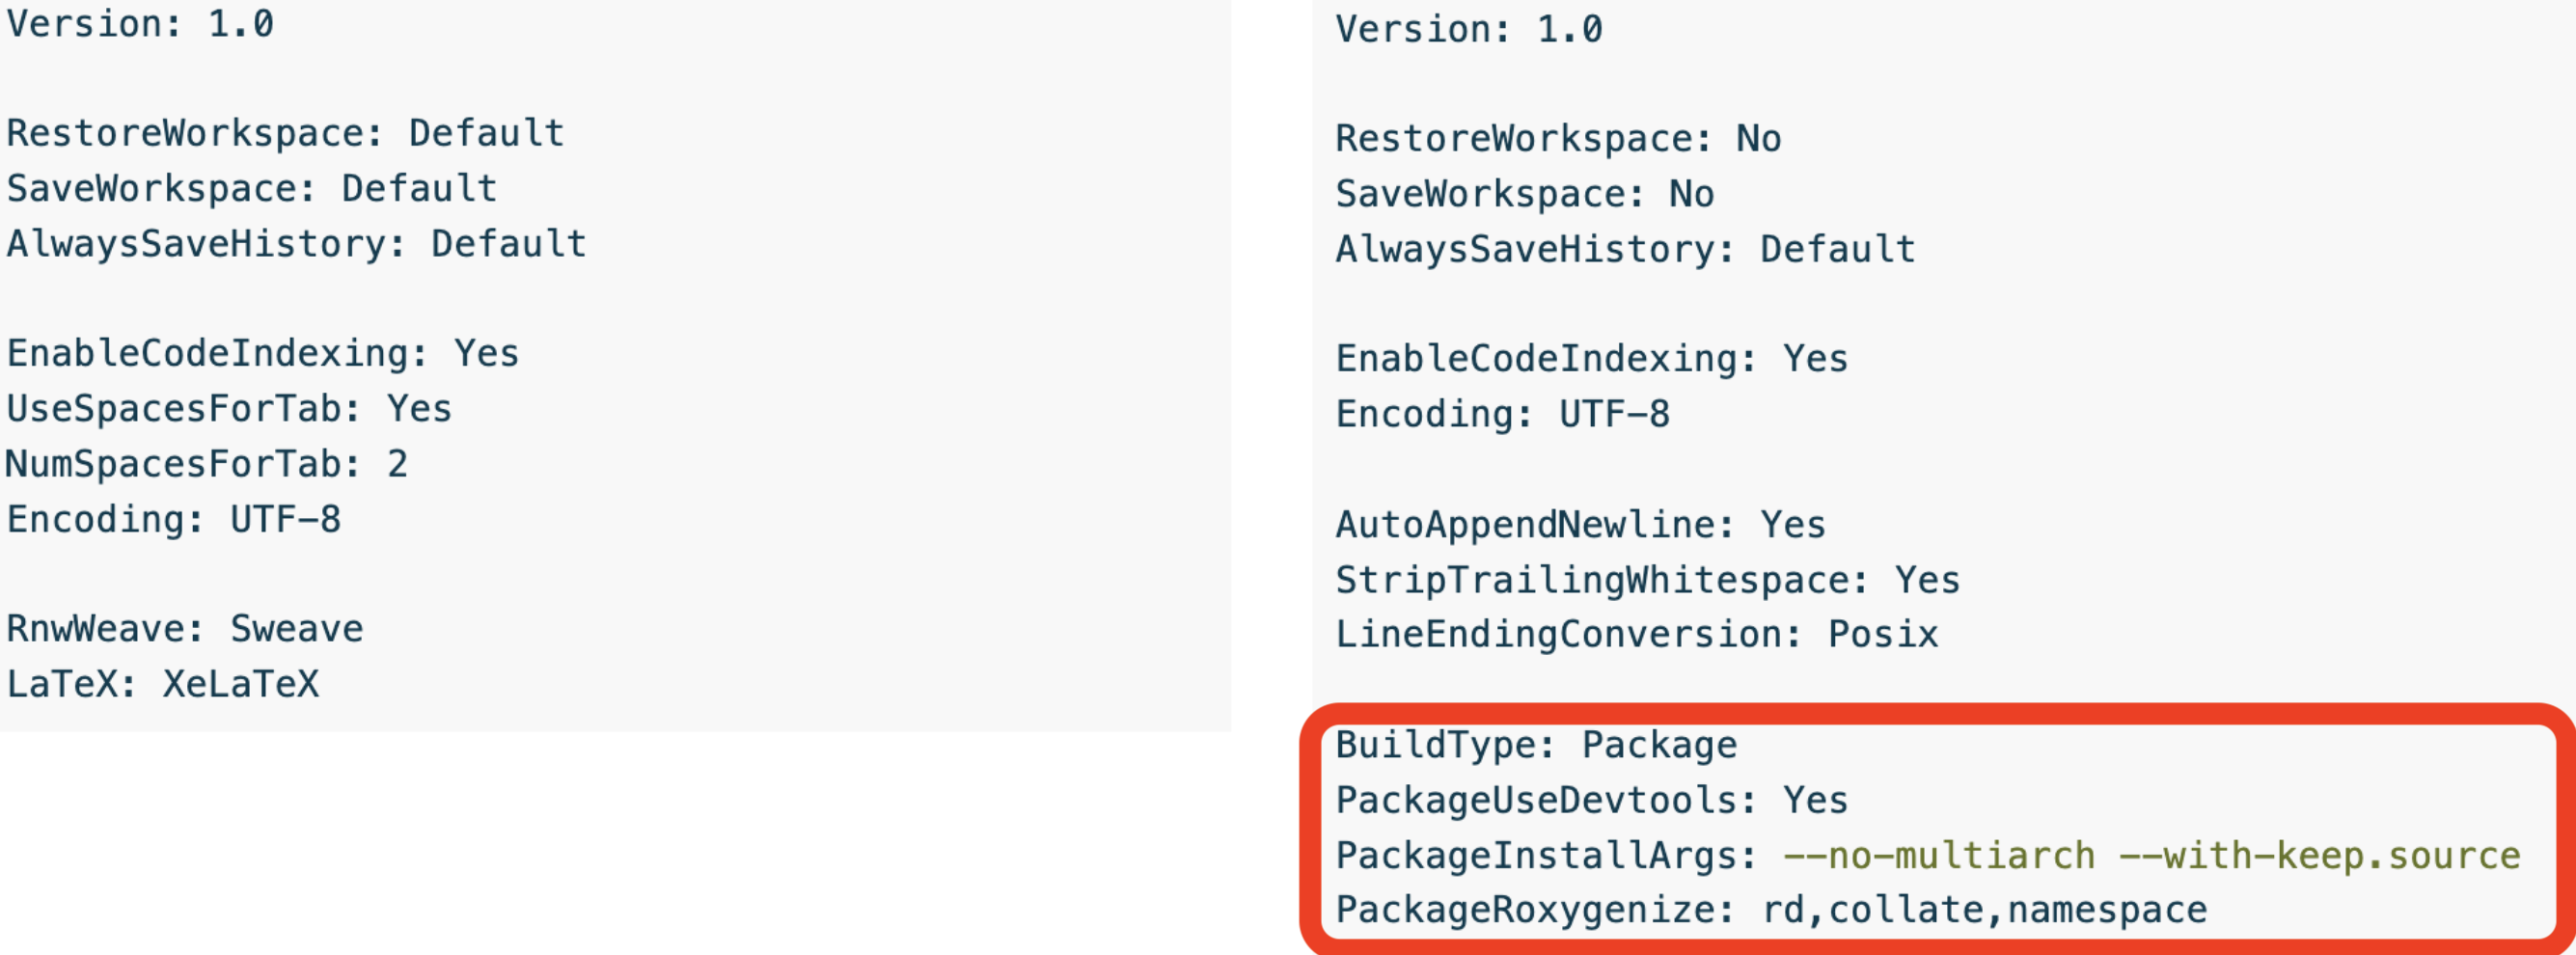 Version: 1.0
RestoreWorkspace: Default
SaveWorkspace: Default
AlwaysSaveHistory: Default
EnableCodeIndexing: Yes
UseSpacesForTab: Yes
NumSpacesForTab: 2
Encoding: UTF-8
RnwWeave: Sweave
LaTeX: XeLaTeX
Version: 1.0
RestoreWorkspace: No
SaveWorkspace: No
AlwaysSaveHistory: Default
EnableCodeIndexing: Yes
Encoding: UTF-8
AutoAppendNewline: Yes
StripTrailingWhitespace: Yes
LineEndingConversion: Posix
BuildType: Package
PackageUseDevtools: Yes
PackageInstallArgs: --no-multiarch --with-keep.source
PackageRoxygenize: rd,collate,namespace